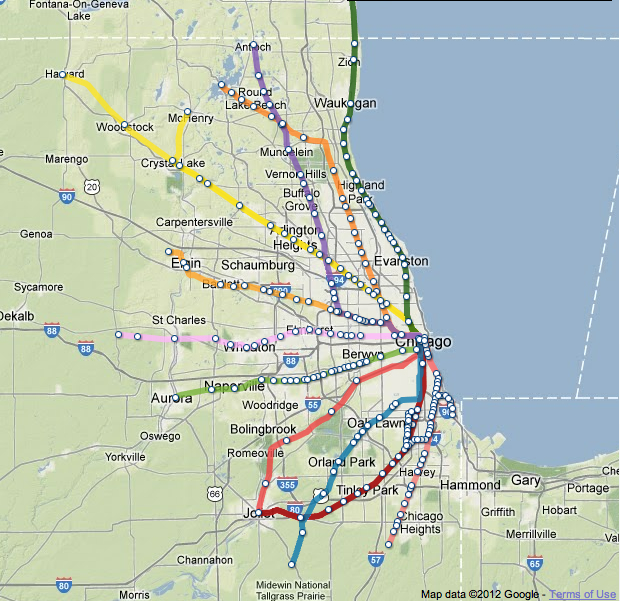 Fontana-On-Geneva
Lake
Antioch
Zion
Harvard
Round
Lake Beach
Waukegan
McHenry
Woodstock
Mundelein
Marengo
Crystal Lake
Vernon Hills
20
Highland
Park
90
Buffalo
Grove
Carpentersville
Arlington
Heights
Genoa
Evanston
Elgin
Schaumburg
Sycamore
Bartlett
290
94
Dekalb
St Charles
88
Elmhurst
Chicago
88
Wheaton
88
Berwyn
Naperville
Aurora
Woodridge
55
90
Oak Lawn
Oswego
Bolingbrook
Romeoville
Yorkville
Orland Park
Harvey
Gary
Che
355
Hammond
Portage
66
Tinley Park
80
Joliet
Griffith
Hobart
Chicago
Heights
Merrillville
Val
Channahon
57
65
80
Morris
Midewin National
Tallgrass Prairie
Map data ©2012 Google - Terms of Use